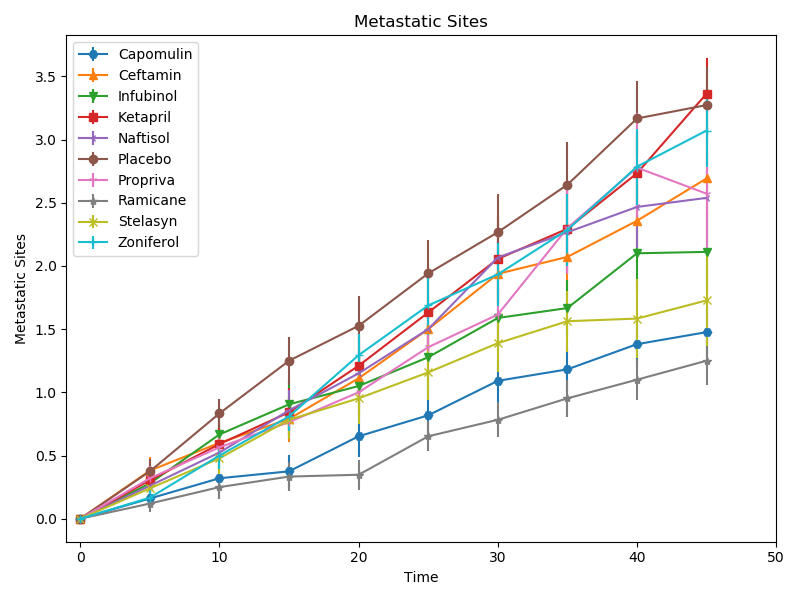 Metastatic Sites
Capomulin
Ceftamin
Infubinol
Ketapril
Naftisol
Placebo
Propriva
Ramicane
Stelasyn
Zoniferol
Metastatic Sites
3.5
3.0
2.5
2.0
1.5
1.0
0.5
0.0
0 10 20 30 40 50
Time